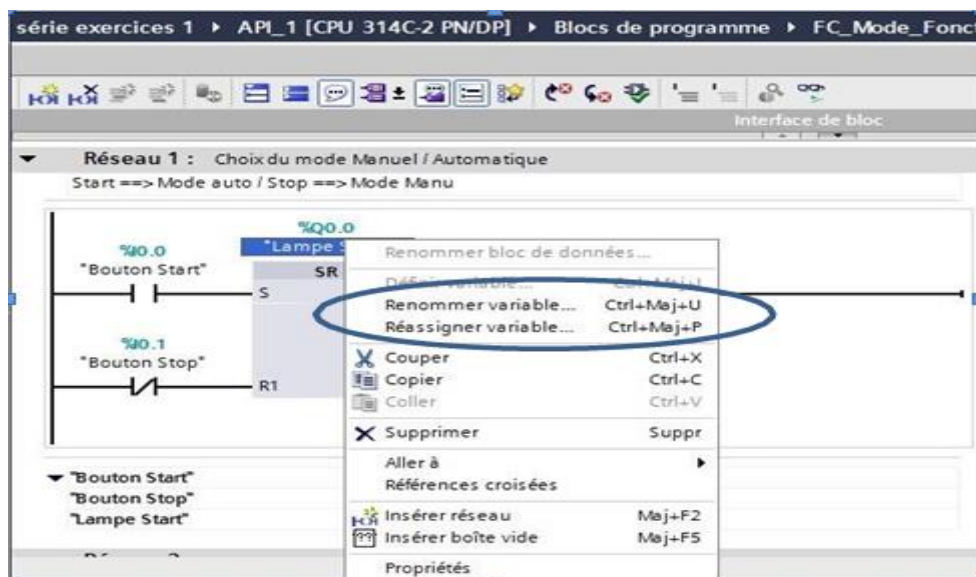 série exercices 1 ▸ API_1 [CPU 314C-2 PN/DP] ▸ Blocs de programme ▸ FC_Mode_Fonc
Interface de bloc
Réseau 1 : Choix du mode Manuel / Automatique
Start ==> Mode auto / Stop ==> Mode Manu
%Q0.0
"Lampe S
%I0.0
"Bouton Start"
SR
S
%I0.1
"Bouton Stop"
R1
Renommer bloc de données...
Définir variable... Ctrl+Maj+I
Renommer variable... Ctrl+Maj+U
Réassigner variable... Ctrl+Maj+P
Couper Ctrl+X
Copier Ctrl+C
Coller Ctrl+V
Supprimer Suppr
Aller à
Références croisées
Insérer réseau Maj+F2
Insérer boîte vide Maj+F5
Propriétés
"Bouton Start"
"Bouton Stop"
"Lampe Start"